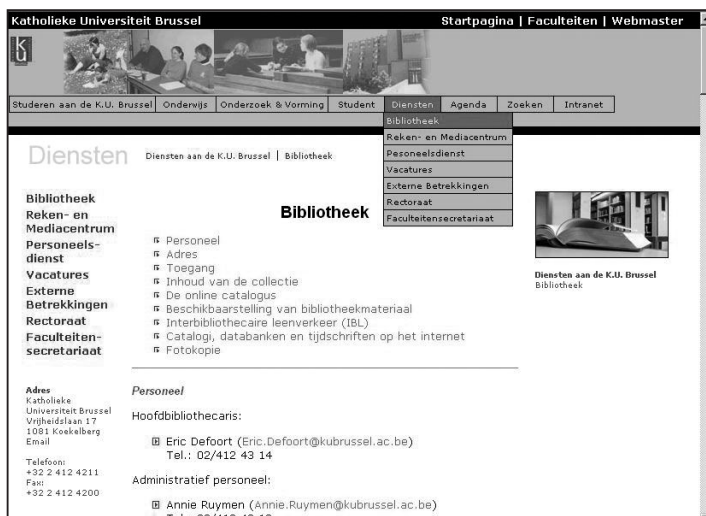 Katholieke Universiteit Brussel
Startpagina | Faculteiten | Webmaster
ku
Studeren aan de K.U. Brussel Onderwijs Onderzoek & Vorming Student Diensten Agenda Zoeken Intranet
Bibliotheek
Reken- en Mediacentrum
Pesoneelsdienst
Vacatures
Externe Betrekkingen
Rectoraat
Faculteitensecretariaat
Diensten
Diensten aan de K.U. Brussel | Bibliotheek
Bibliotheek
Reken- en
Mediacentrum
Personeels-
dienst
Vacatures
Externe
Betrekkingen
Rectoraat
Faculteiten-
secretariaat
Adres
Katholieke
Universiteit Brussel
Vrijheidslaan 17
1081 Koekelberg
Email
Telefoon:
+32 2 412 4211
Fax:
+32 2 412 4200
Bibliotheek
Personeel
Adres
Toegang
Inhoud van de collectie
De online catalogus
Beschikbaarstelling van bibliotheekmateriaal
Interbibliothecaire leenverkeer (IBL)
Catalogi, databanken en tijdschriften op het internet
Fotokopie
Personeel
Hoofdbibliothecaris:
Eric Defoort (Eric.Defoort@kubrussel.ac.be)
Tel.: 02/412 43 14
Administratief personeel:
Annie Ruymen (Annie.Ruymen@kubrussel.ac.be)
Diensten aan de K.U. Brussel
Bibliotheek